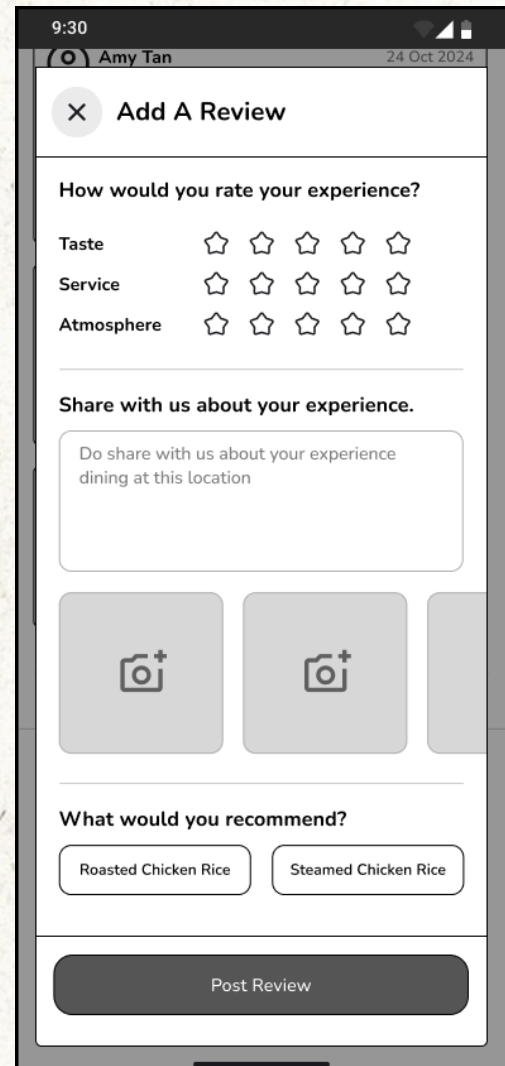 9:30
Amy Tan 24 Oct 2024
Add A Review
How would you rate your experience?
Taste
Service
Atmosphere
Share with us about your experience.
Do share with us about your experience
dining at this location
What would you recommend?
Roasted Chicken Rice Steamed Chicken Rice
Post Review